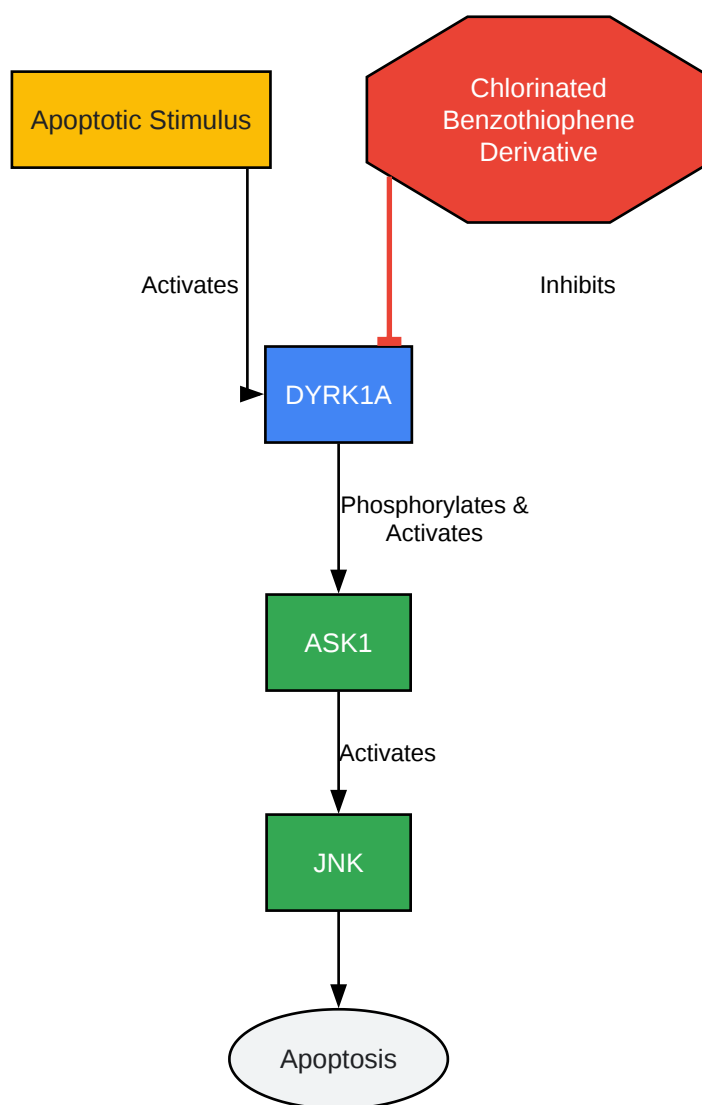 Apoptotic Stimulus
Chlorinated
Benzothiophene
Derivative
Activates
Inhibits
DYRK1A
Phosphorylates &
Activates
ASK1
Activates
JNK
Apoptosis